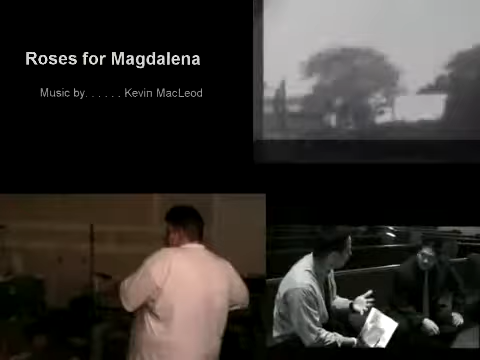 Roses for Magdalena
Music by. . . . . . Kevin MacLeod